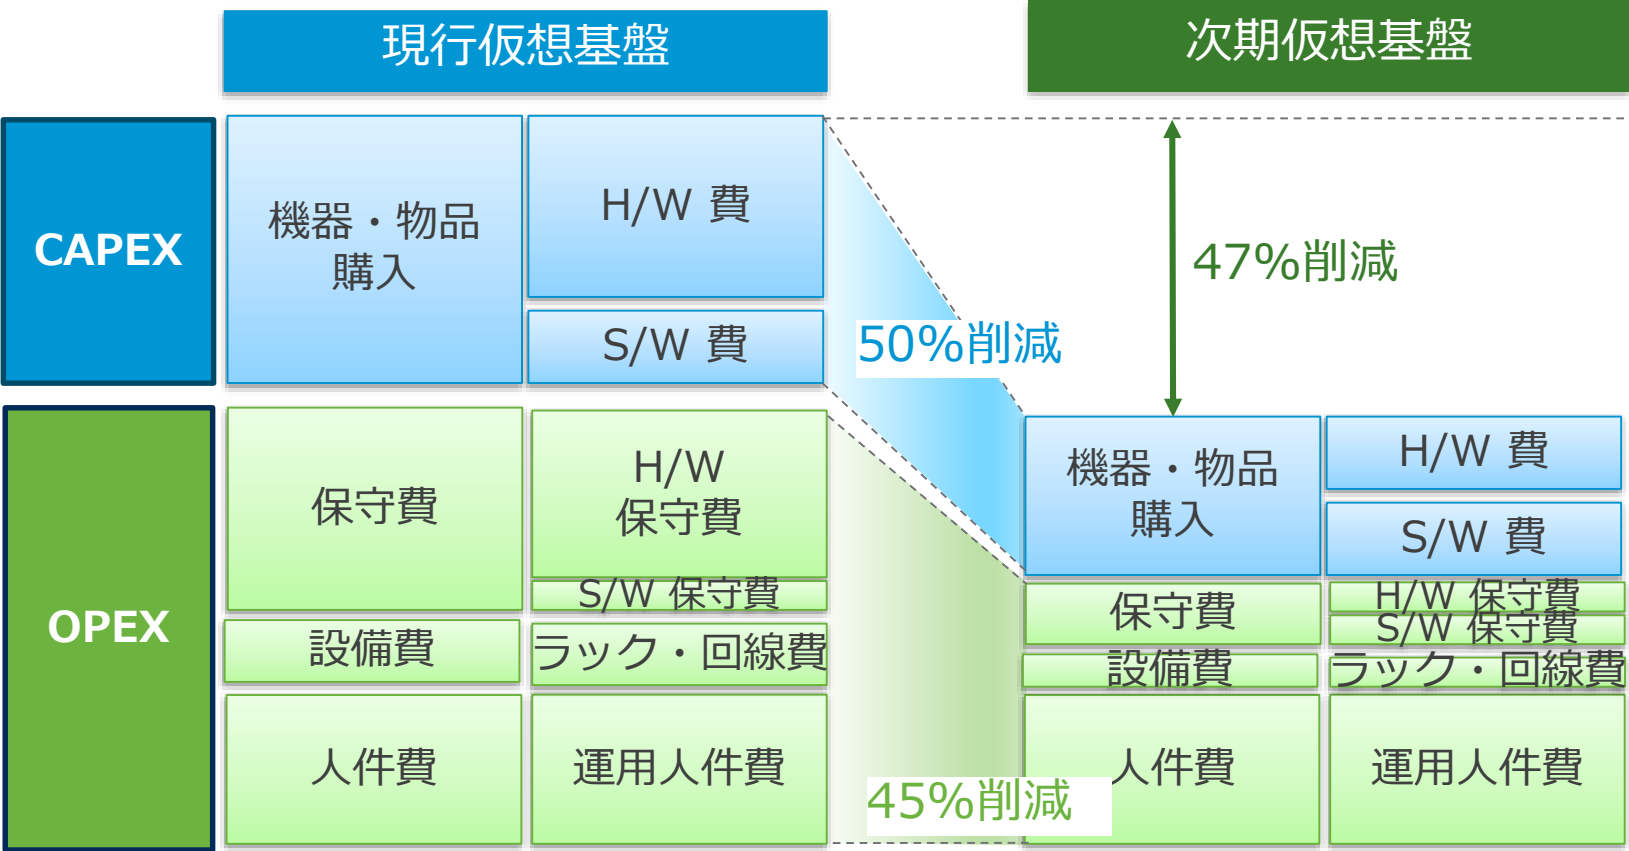 現行仮想基盤
次期仮想基盤
CAPEX
機器・物品
購入
H/W 費
S/W 費
47%削減
50%削減
OPEX
保守費
H/W
保守費
S/W 保守費
設備費
ラック・回線費
人件費
運用人件費
45%削減
機器・物品
購入
H/W 費
S/W 費
保守費
H/W 保守費
S/W 保守費
設備費
ラック・回線費
人件費
運用人件費